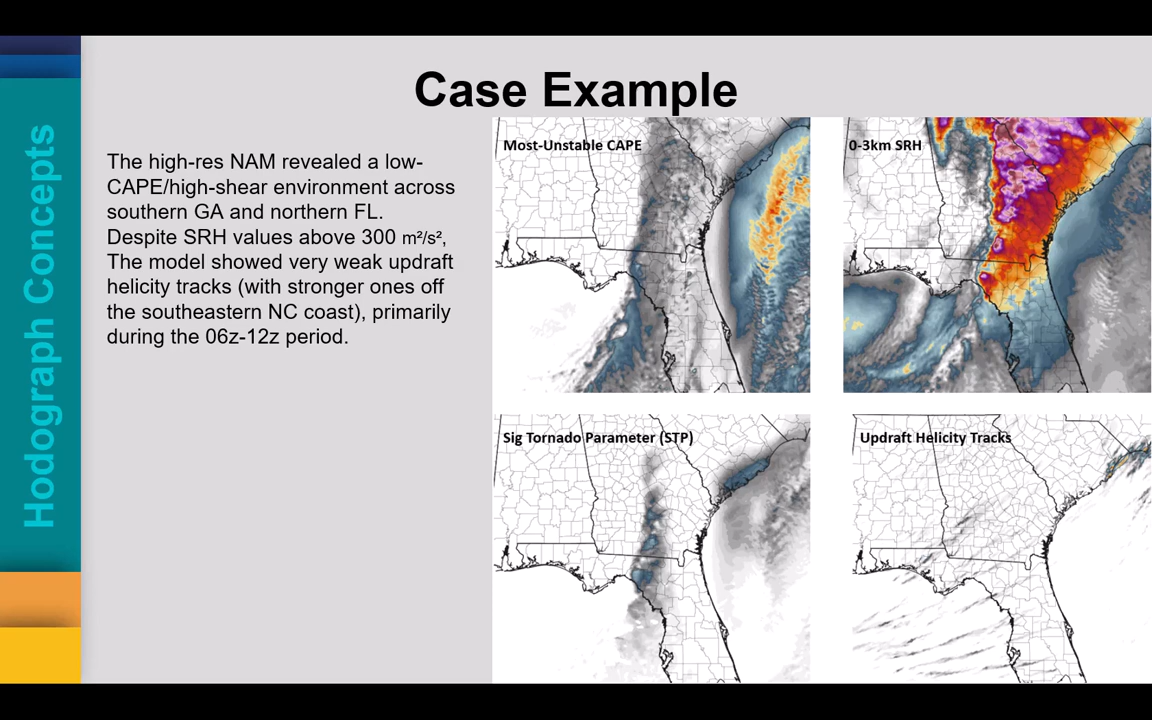 Hodograph Concepts
Case Example
The high-res NAM revealed a low-
CAPE/high-shear environment across
southern GA and northern FL.
Despite SRH values above 300 m²/s²,
The model showed very weak updraft
helicity tracks (with stronger ones off
the southeastern NC coast), primarily
during the 06z-12z period.
Most-Unstable CAPE
0-3km SRH
Sig Tornado Parameter (STP)
Updraft Helicity Tracks